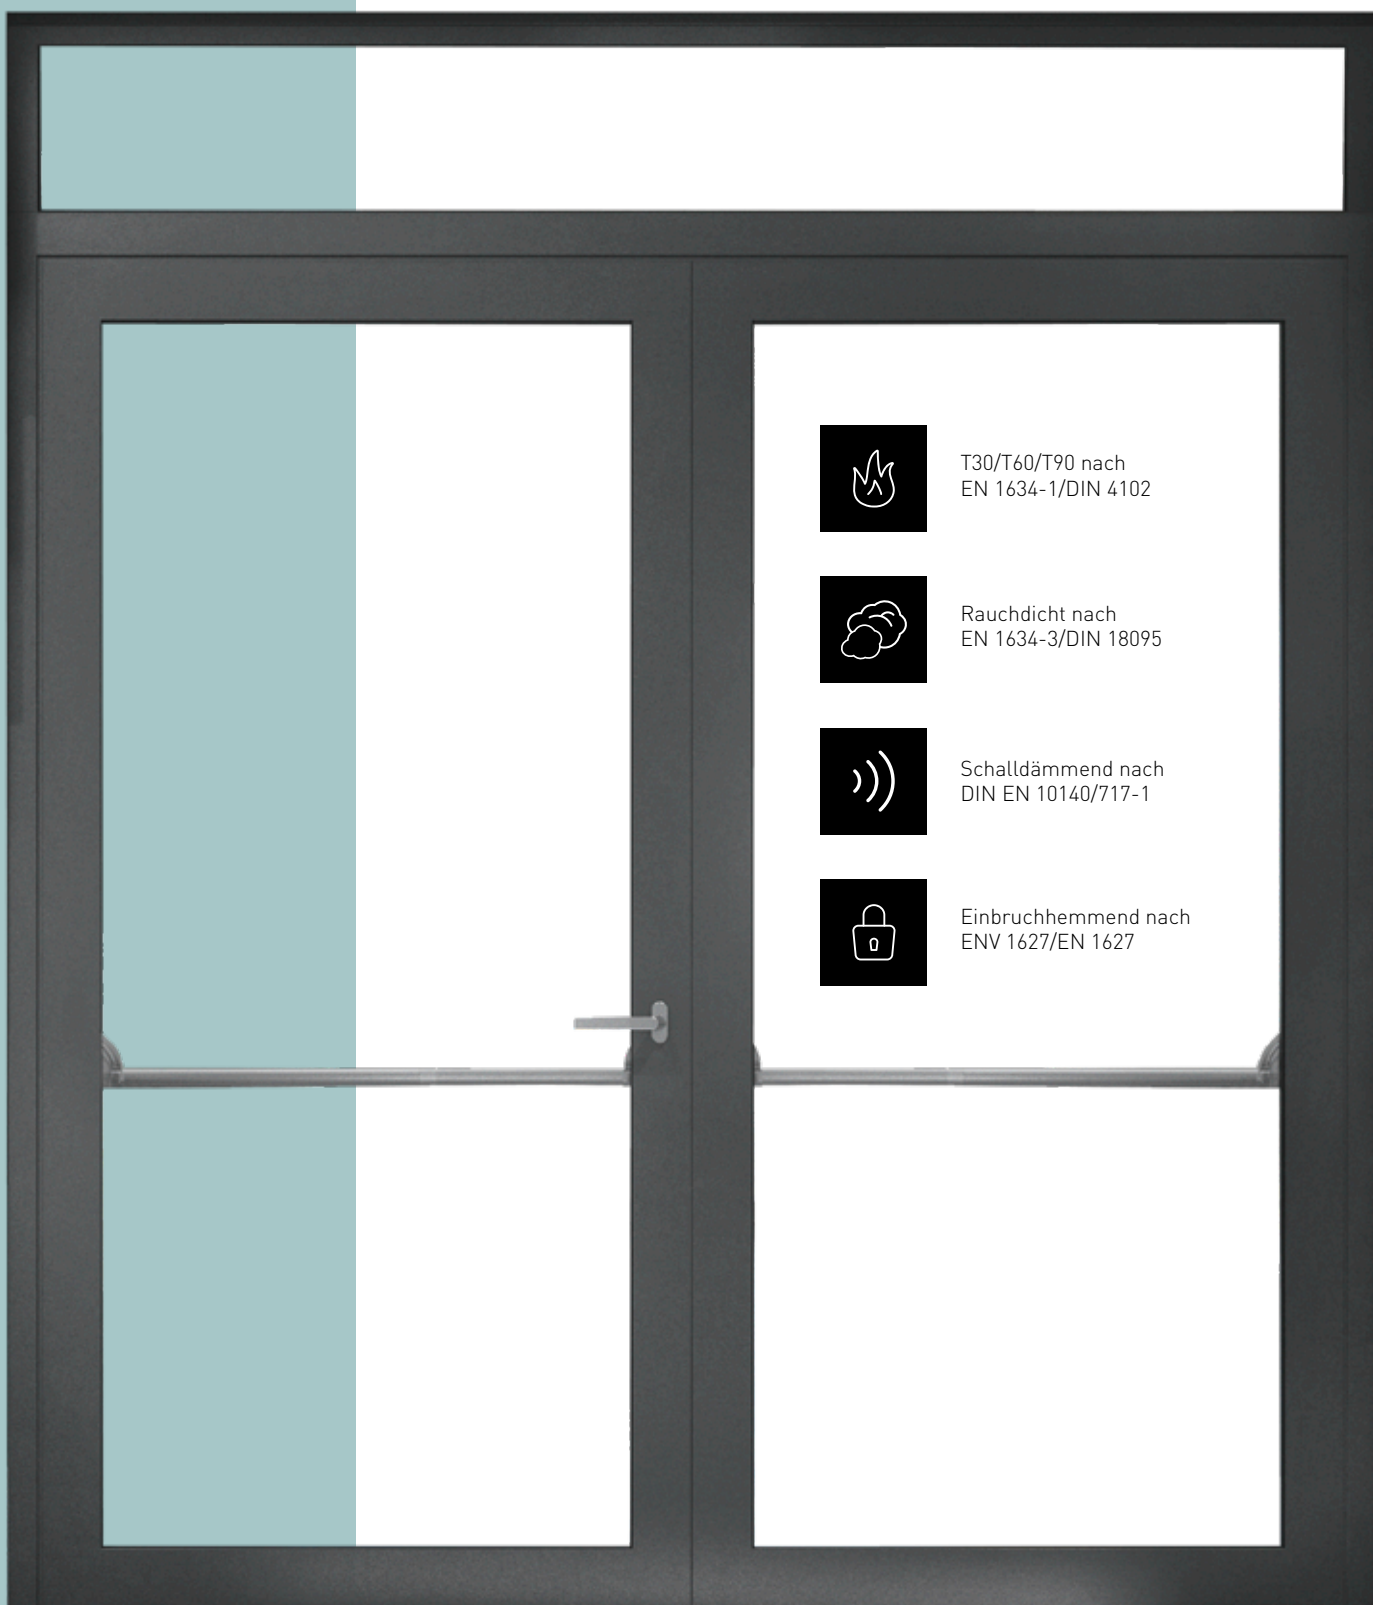 T30/T60/T90 nach
EN 1634-1/DIN 4102
Rauchdicht nach
EN 1634-3/DIN 18095
Schalldämmend nach
DIN EN 10140/717-1
Einbruchhemmend nach
ENV 1627/EN 1627